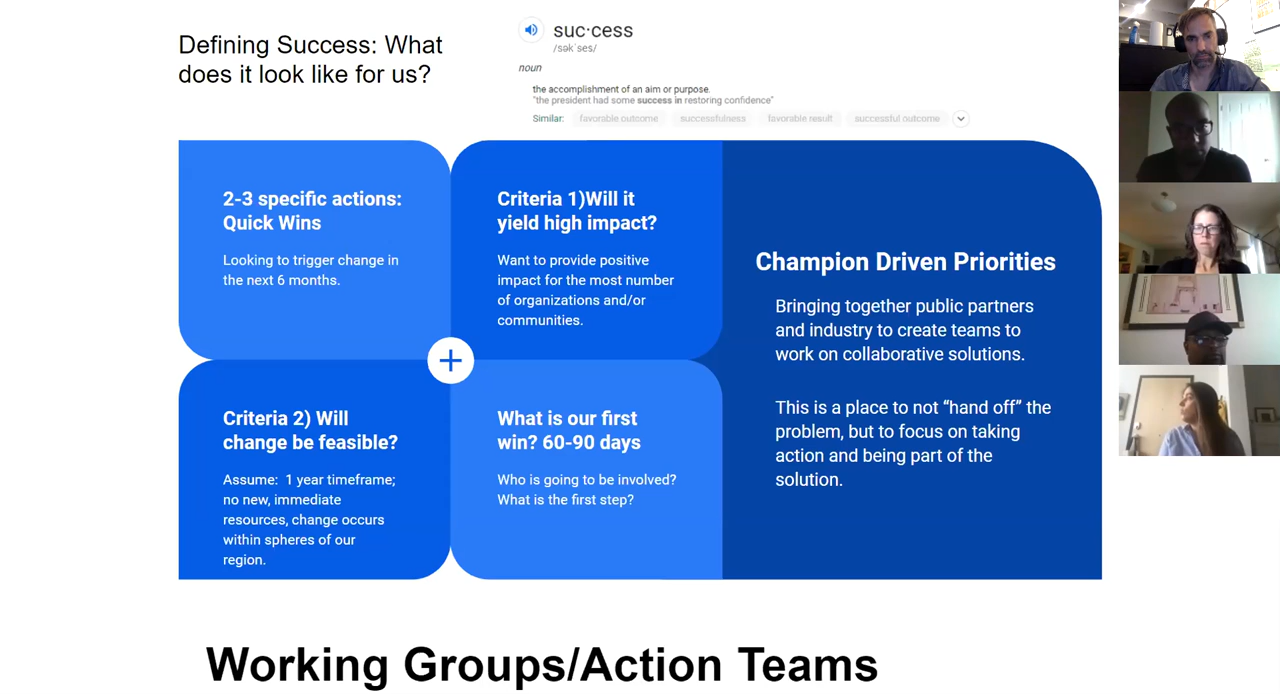 Defining Success: What
does it look like for us?
suc·cess
/səkˈses/
noun
the accomplishment of an aim or purpose.
"the president had some success in restoring confidence"
Similar: favorable outcome successfulness favorable result successful outcome
2-3 specific actions:
Quick Wins
Looking to trigger change in
the next 6 months.
Criteria 1)Will it
yield high impact?
Want to provide positive
impact for the most number
of organizations and/or
communities.
Criteria 2) Will
change be feasible?
Assume: 1 year timeframe;
no new, immediate
resources, change occurs
within spheres of our
region.
What is our first
win? 60-90 days
Who is going to be involved?
What is the first step?
Champion Driven Priorities
Bringing together public partners
and industry to create teams to
work on collaborative solutions.
This is a place to not “hand off” the
problem, but to focus on taking
action and being part of the
solution.
Working Groups/Action Teams